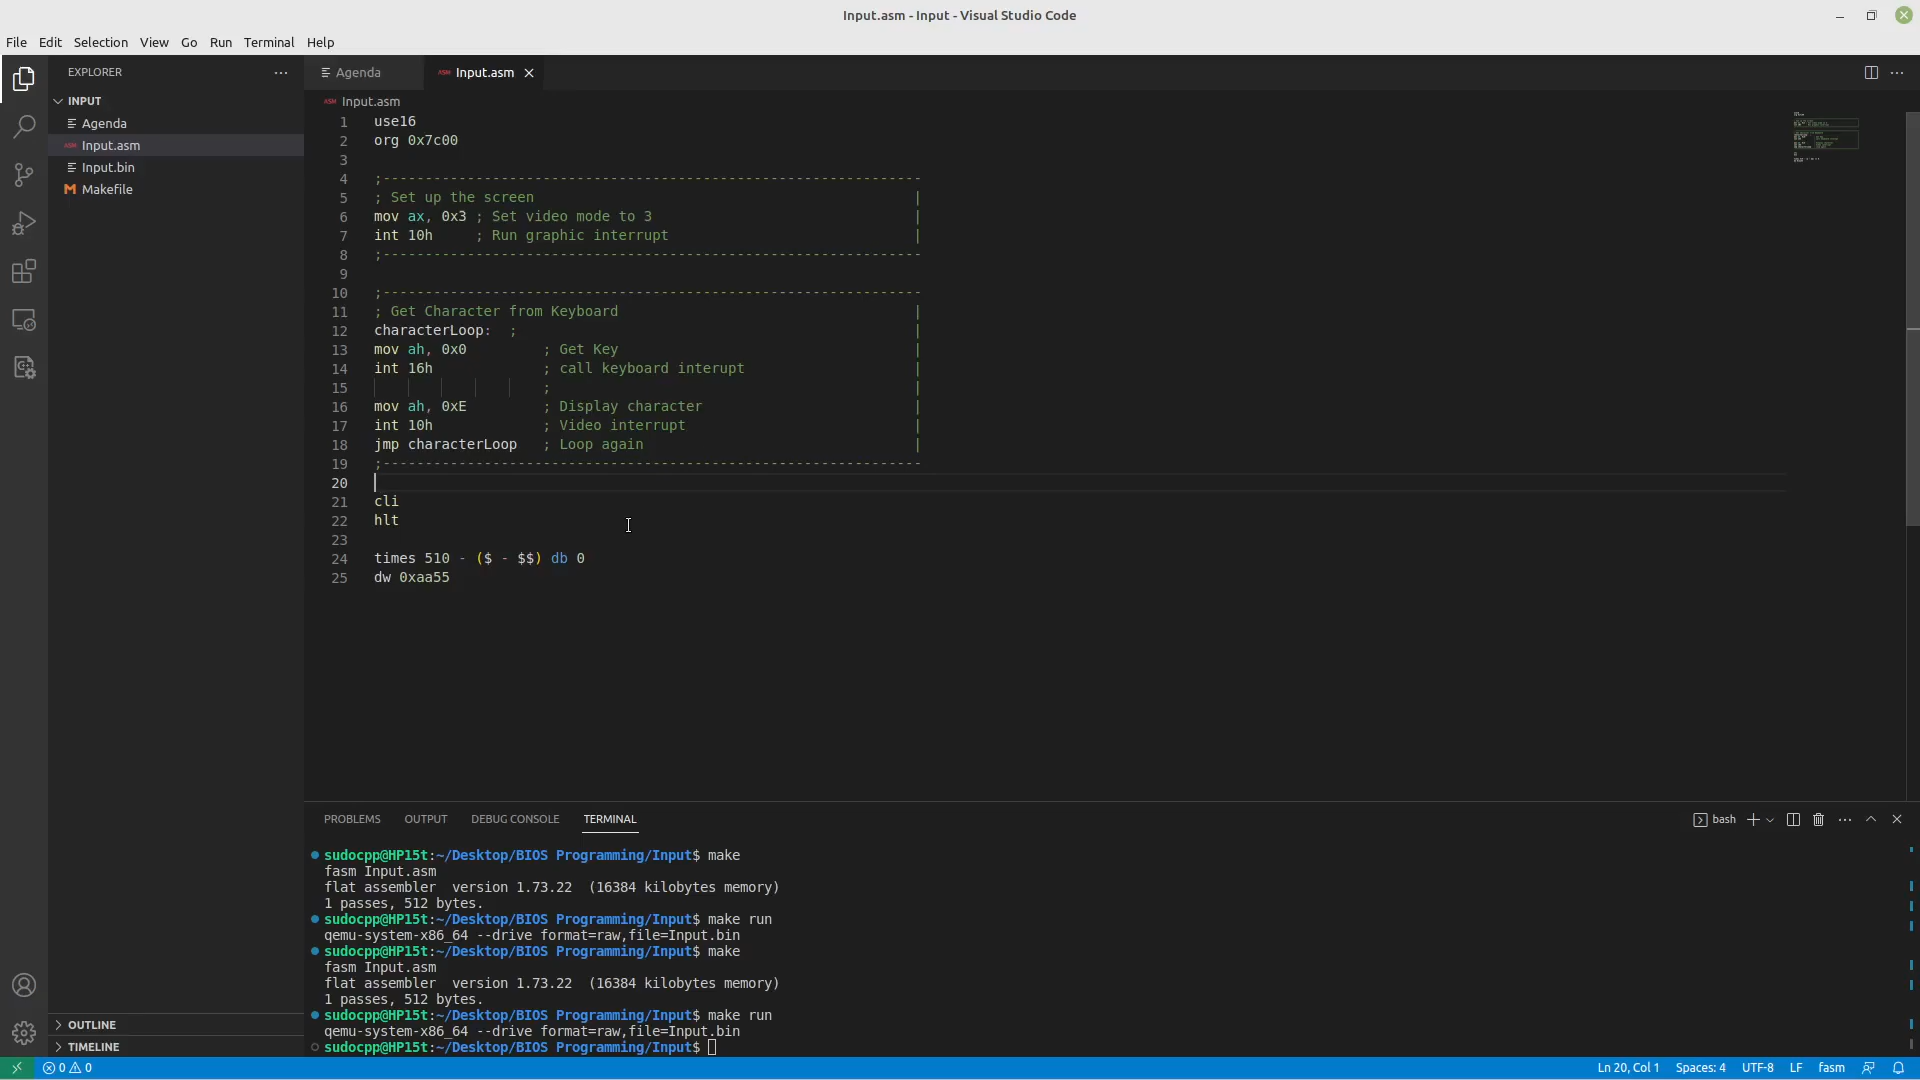 Input.asm - Input - Visual Studio Code
File Edit Selection View Go Run Terminal Help
EXPLORER
INPUT
Agenda
Input.asm
Input.bin
Makefile
OUTLINE
TIMELINE
Agenda
Input.asm
Input.asm
1 use16
2 org 0x7c00
3
4 ;----------------------------------------------------------------
5 ; Set up the screen |
6 mov ax, 0x3 ; Set video mode to 3 |
7 int 10h ; Run graphic interrupt |
8 ;----------------------------------------------------------------
9
10 ;----------------------------------------------------------------
11 ; Get Character from Keyboard |
12 characterLoop: ; |
13 mov ah, 0x0 ; Get Key |
14 int 16h ; call keyboard interupt |
15 ; |
16 mov ah, 0xE ; Display character |
17 int 10h ; Video interrupt |
18 jmp characterLoop ; Loop again |
19 ;----------------------------------------------------------------
20
21 cli
22 hlt
23
24 times 510 - ($ - $$) db 0
25 dw 0xaa55
PROBLEMS OUTPUT DEBUG CONSOLE TERMINAL
bash
sudocpp@HP15t:~/Desktop/BIOS Programming/Input$ make
fasm Input.asm
flat assembler version 1.73.22 (16384 kilobytes memory)
1 passes, 512 bytes.
sudocpp@HP15t:~/Desktop/BIOS Programming/Input$ make run
qemu-system-x86_64 --drive format=raw,file=Input.bin
sudocpp@HP15t:~/Desktop/BIOS Programming/Input$ make
fasm Input.asm
flat assembler version 1.73.22 (16384 kilobytes memory)
1 passes, 512 bytes.
sudocpp@HP15t:~/Desktop/BIOS Programming/Input$ make run
qemu-system-x86_64 --drive format=raw,file=Input.bin
sudocpp@HP15t:~/Desktop/BIOS Programming/Input$
0 0
Ln 20, Col 1 Spaces: 4 UTF-8 LF fasm